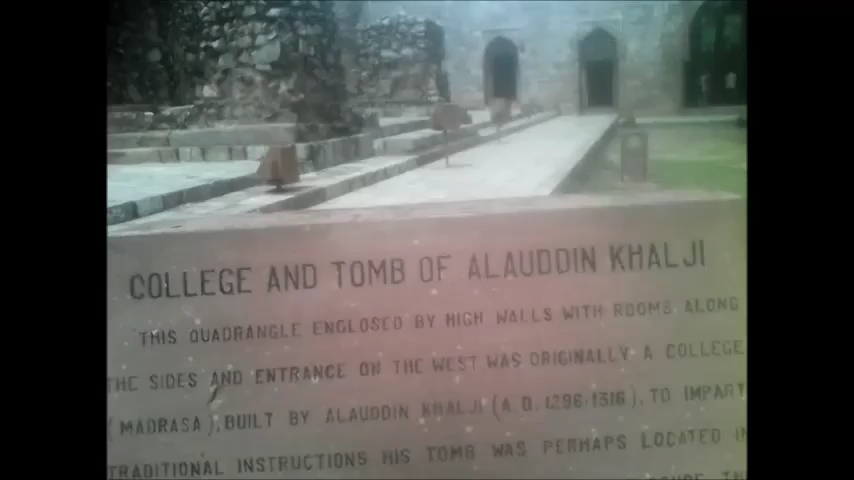 COLLEGE AND TOMB OF ALAUDDIN KHALJI
THIS QUADRANGLE ENGLOSED BY HIGH WALLS WITH ROOMS ALONG
THE SIDES AND ENTRANCE ON THE WEST WAS ORIGINALLY A COLLEGE
(MADRASA), BUILT BY ALAUDDIN KHALJI (A.D. 1296-1316), TO IMPART
TRADITIONAL INSTRUCTIONS HIS TOMB WAS PERHAPS LOCATED IN